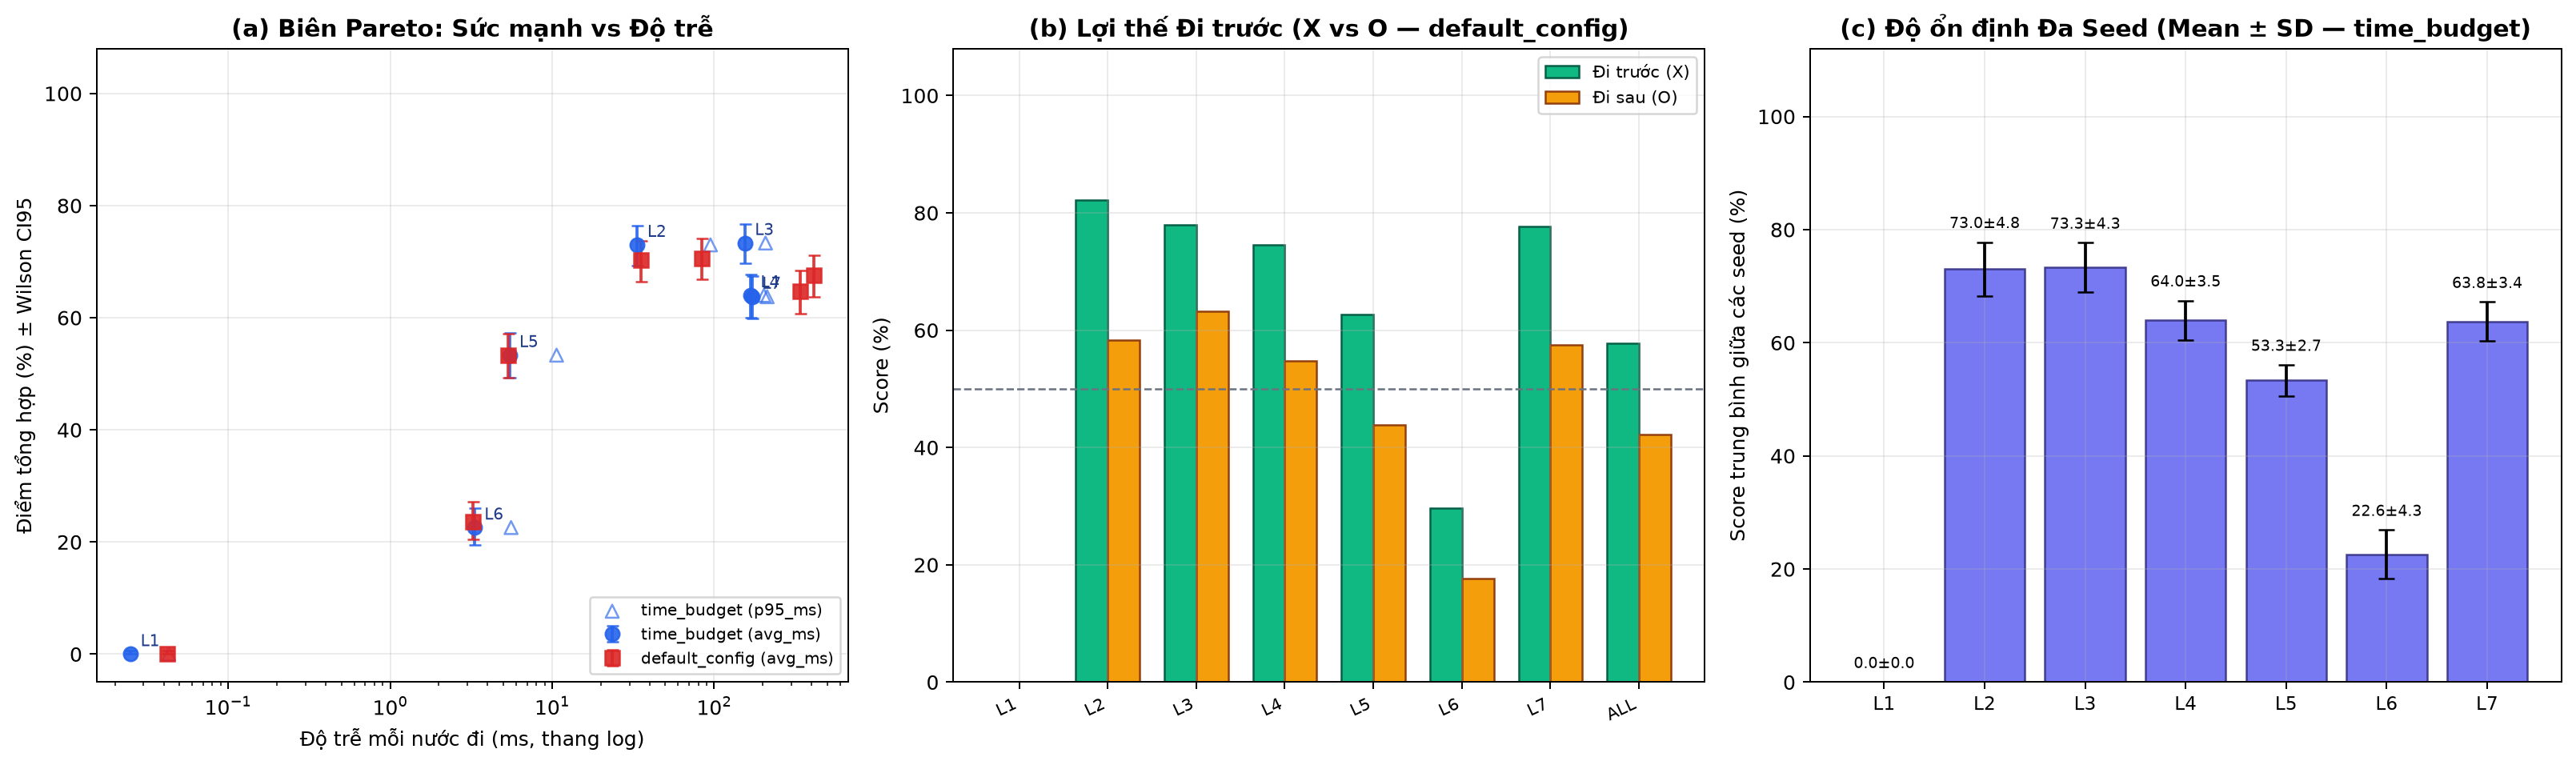 (a) Biên Pareto: Sức mạnh vs Độ trễ
Điểm tổng hợp (%) ± Wilson CI95
100
80
60
40
20
0
L1
L2
L3
L4
L7
L5
L6
time_budget (p95_ms)
time_budget (avg_ms)
default_config (avg_ms)
10⁻¹
10⁰
10¹
10²
Độ trễ mỗi nước đi (ms, thang log)
(b) Lợi thế Đi trước (X vs O — default_config)
Score (%)
100
80
60
40
20
0
Đi trước (X)
Đi sau (O)
L1
L2
L3
L4
L5
L6
L7
ALL
(c) Độ ổn định Đa Seed (Mean ± SD — time_budget)
Score trung bình giữa các seed (%)
100
80
60
40
20
0
0.0±0.0
73.0±4.8
73.3±4.3
64.0±3.5
53.3±2.7
22.6±4.3
63.8±3.4
L1
L2
L3
L4
L5
L6
L7